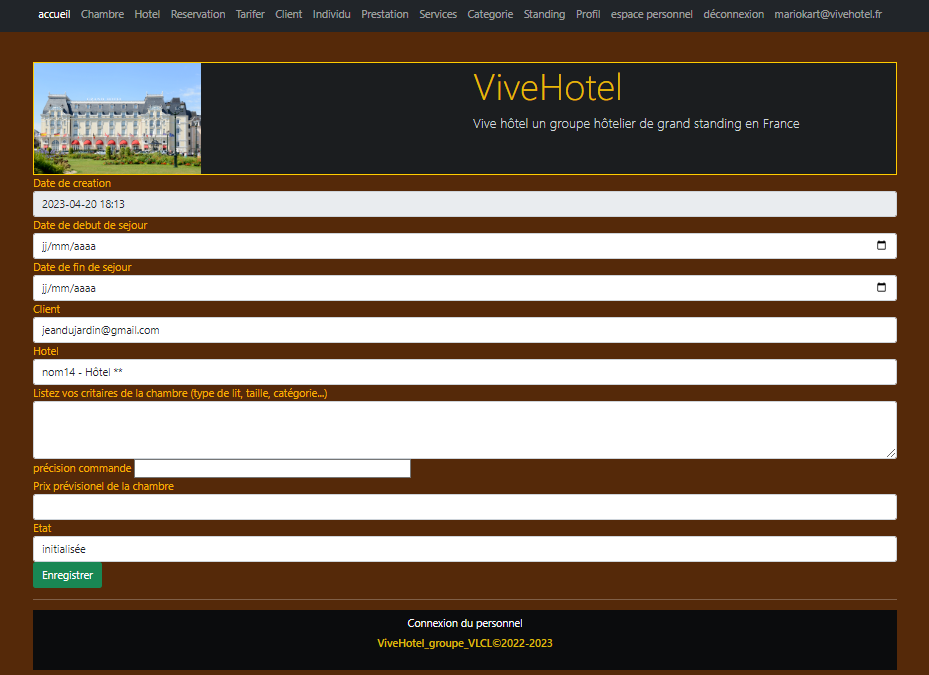 accueil Chambre Hotel Reservation Tarifer Client Individu Prestation Services Categorie Standing Profil espace personnel déconnexion mariokart@vivehotel.fr
ViveHotel
Vive hôtel un groupe hôtelier de grand standing en France
Date de creation
2023-04-20 18:13
Date de debut de sejour
jj/mm/aaaa
Date de fin de sejour
jj/mm/aaaa
Client
jeandujardin@gmail.com
Hotel
nom14 - Hôtel **
Listez vos critaires de la chambre (type de lit, taille, catégorie...)
précision commande
Prix prévisionel de la chambre
Etat
initialisée
Enregistrer
Connexion du personnel
ViveHotel_groupe_VLCL©2022-2023